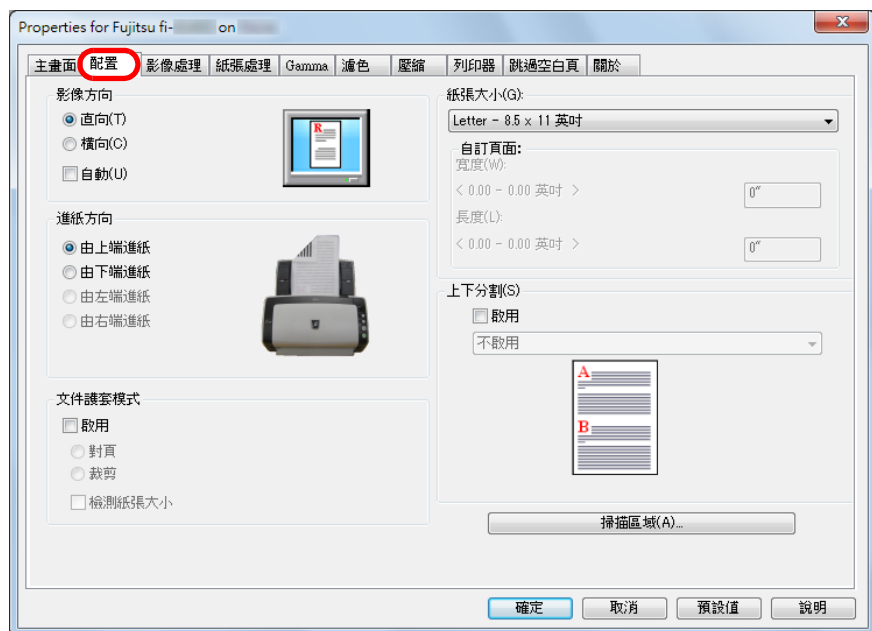 Properties for Fujitsu fi- on
主畫面 配置 影像處理 紙張處理 Gamma 濾色 壓縮 列印器 跳過空白頁 關於
影像方向
直向(T)
橫向(C)
自動(U)
R
進紙方向
由上端進紙
由下端進紙
由左端進紙
由右端進紙
文件護套模式
啟用
對頁
裁剪
檢測紙張大小
紙張大小(G):
Letter - 8.5 x 11 英吋
自訂頁面:
寬度(W):
< 0.00 - 0.00 英吋 > 0"
長度(L):
< 0.00 - 0.00 英吋 > 0"
上下分割(S)
啟用
不啟用
A
B
掃描區域(A)...
確定 取消 預設值 說明